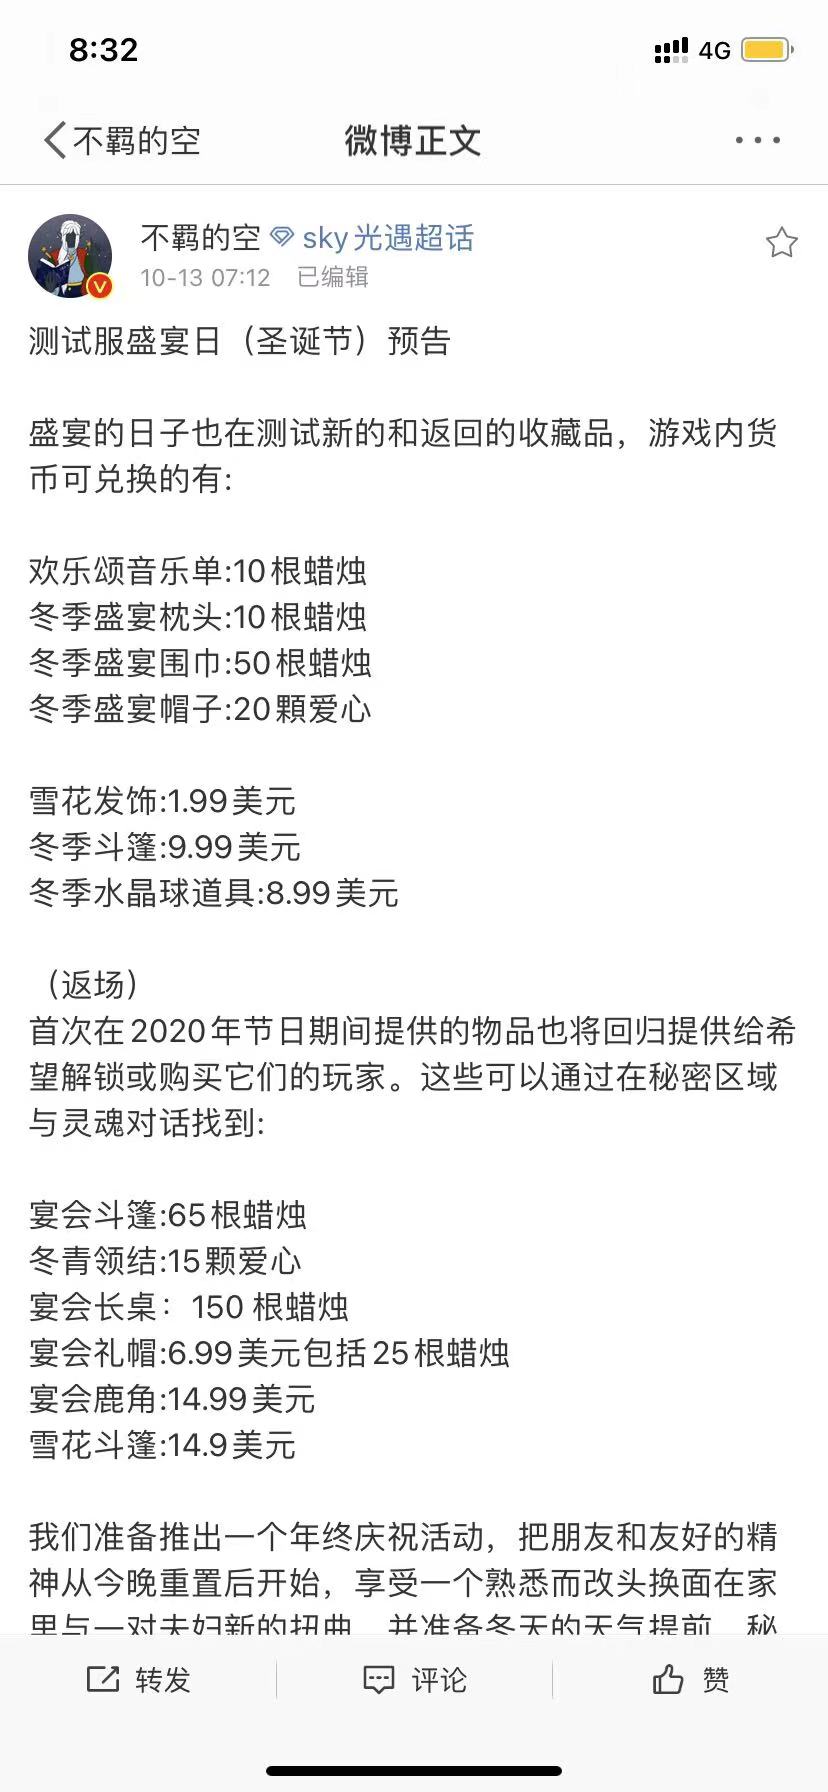 8:32
4G
不羁的空
微博正文
不羁的空 sky光遇超话
10-13 07:12 已编辑
测试服盛宴日（圣诞节）预告
盛宴的日子也在测试新的和返回的收藏品，游戏内货
币可兑换的有:
欢乐颂音乐单:10根蜡烛
冬季盛宴枕头:10根蜡烛
冬季盛宴围巾:50根蜡烛
冬季盛宴帽子:20顆爱心
雪花发饰:1.99美元
冬季斗篷:9.99美元
冬季水晶球道具:8.99美元
（返场）
首次在2020年节日期间提供的物品也将回归提供给希
望解锁或购买它们的玩家。这些可以通过在秘密区域
与灵魂对话找到:
宴会斗篷:65根蜡烛
冬青领结:15颗爱心
宴会长桌：150 根蜡烛
宴会礼帽:6.99美元包括25根蜡烛
宴会鹿角:14.99美元
雪花斗篷:14.9美元
我们准备推出一个年终庆祝活动，把朋友和友好的精
神从今晚重置后开始，享受一个熟悉而改头换面在家
里与一对夫妇新的扭曲，并准备冬天的天气提前，秘
转发
评论
赞